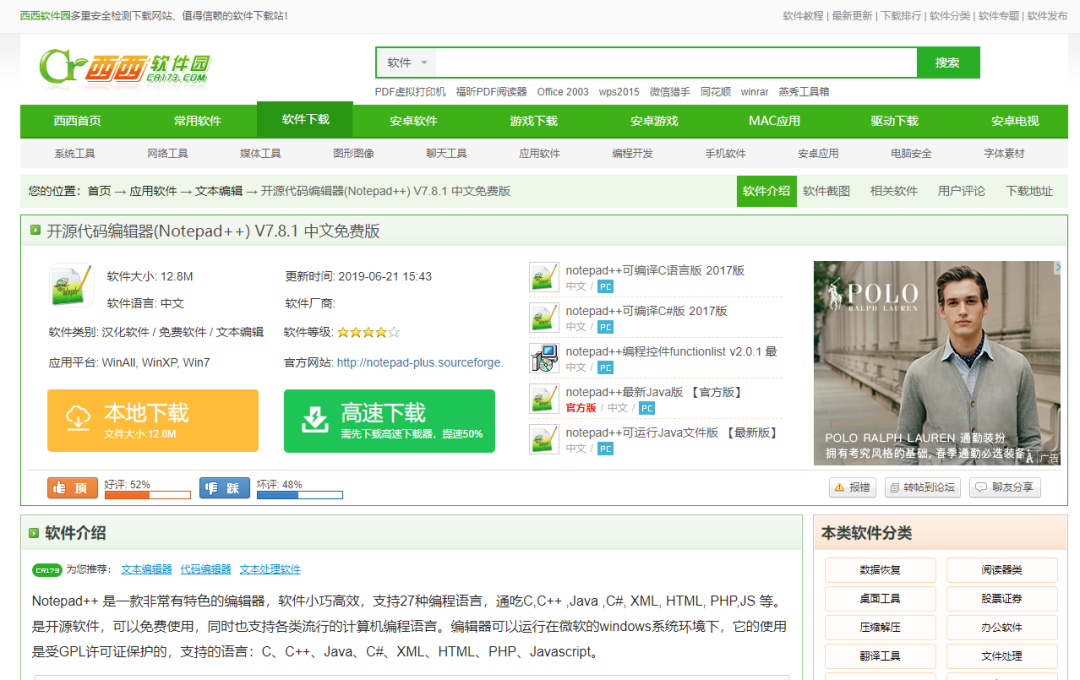 西西软件园多重安全检测下载网站、值得信赖的软件下载站！
软件教程 | 最新更新 | 下载排行 | 软件分类 | 软件专题 | 软件发布
Cr西西软件园
CR173.COM
软件
搜索
PDF虚拟打印机 福昕PDF阅读器 Office 2003 wps2015 微信猎手 同花顺 winrar 燕秀工具箱
西西首页 常用软件 软件下载 安卓软件 游戏下载 安卓游戏 MAC应用 驱动下载 安卓电视
系统工具 网络工具 媒体工具 图形图像 聊天工具 应用软件 编程开发 手机软件 安卓应用 电脑安全 字体素材
您的位置：首页 → 应用软件 → 文本编辑 → 开源代码编辑器(Notepad++) V7.8.1 中文免费版
软件介绍 软件截图 相关软件 用户评论 下载地址
开源代码编辑器(Notepad++) V7.8.1 中文免费版
软件大小: 12.8M
更新时间: 2019-06-21 15:43
软件语言: 中文
软件厂商:
软件类别: 汉化软件 / 免费软件 / 文本编辑
软件等级:
应用平台: WinAll, WinXP, Win7
官方网站: http://notepad-plus.sourceforge.
本地下载
文件大小:12.8M
高速下载
需先下载高速下载器，提速50%
notepad++可编译C语言版 2017版
中文 / PC
notepad++可编译C#版 2017版
中文 / PC
notepad++编程控件functionlist v2.0.1 最
中文 / PC
notepad++最新Java版 【官方版】
官方版 / 中文 / PC
notepad++可运行Java文件版 【最新版】
中文 / PC
POLO
RALPH LAUREN
POLO RALPH LAUREN 通勤装扮
拥有考究风格的基础，春季通勤必选装备
广告
顶
好评: 52%
踩
坏评: 48%
报错
转帖到论坛
聊友分享
软件介绍
CR173 为您推荐： 文本编辑器 代码编辑器 文本处理软件
Notepad++ 是一款非常有特色的编辑器，软件小巧高效，支持27种编程语言，通吃C,C++ ,Java ,C#, XML, HTML, PHP,JS 等。
是开源软件，可以免费使用，同时也支持各类流行的计算机编程语言。编辑器可以运行在微软的windows系统环境下，它的使用
是受GPL许可证保护的，支持的语言：C、C++、Java、C#、XML、HTML、PHP、Javascript。
本类软件分类
数据恢复 阅读器类
桌面工具 股票证券
压缩解压 办公软件
翻译工具 文件处理